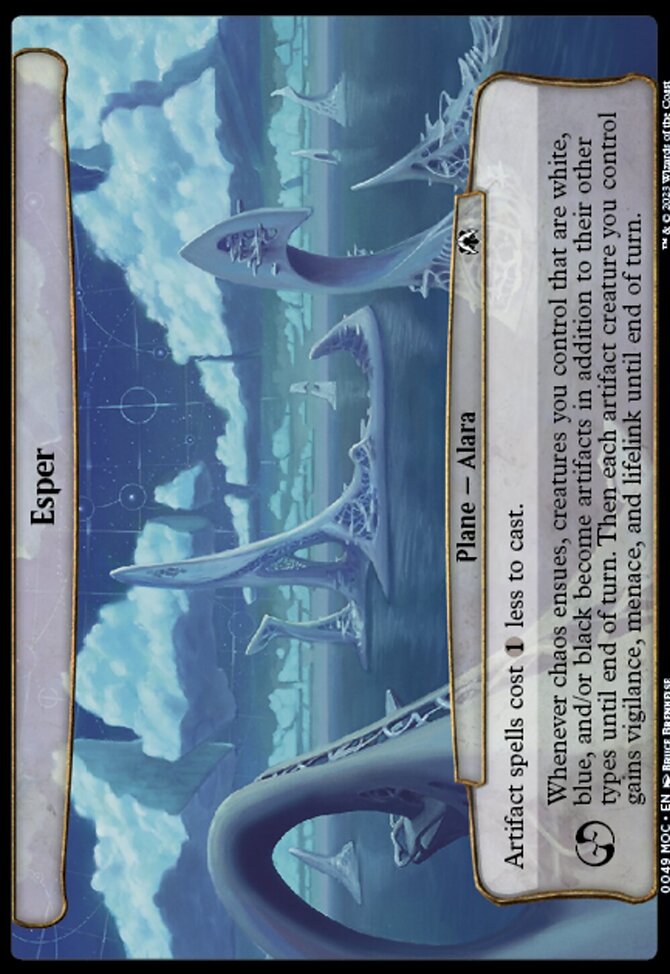 Esper
Plane — Alara
Artifact spells cost 1 less to cast.
Whenever chaos ensues, creatures you control that are white,
blue, and/or black become artifacts in addition to their other
types until end of turn. Then each artifact creature you control
gains vigilance, menace, and lifelink until end of turn.
0049 MOC • EN
™ & © 2023 Wizards of the Coast